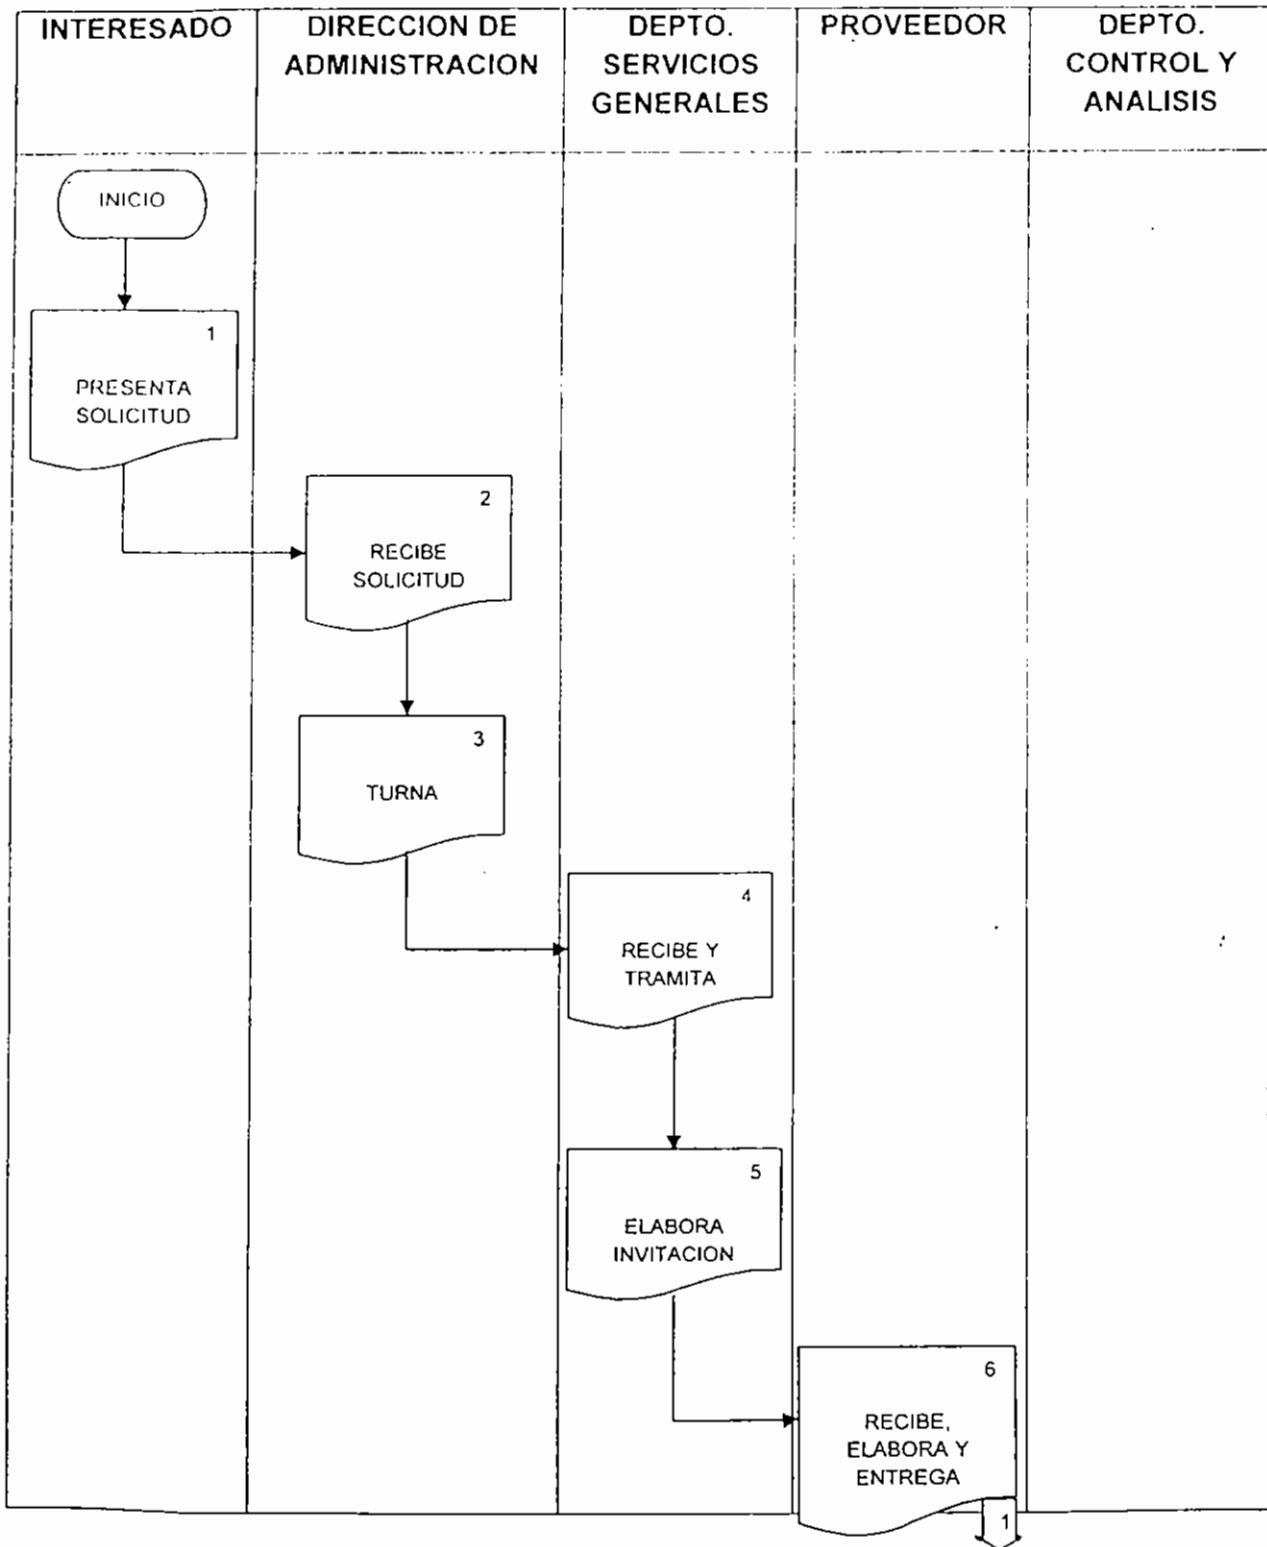 INTERESADO
DIRECCION DE
ADMINISTRACION
DEPTO.
SERVICIOS
GENERALES
PROVEEDOR
DEPTO.
CONTROL Y
ANALISIS
INICIO
1
PRESENTA
SOLICITUD
2
RECIBE
SOLICITUD
3
TURNA
4
RECIBE Y
TRAMITA
5
ELABORA
INVITACION
6
RECIBE,
ELABORA Y
ENTREGA
1